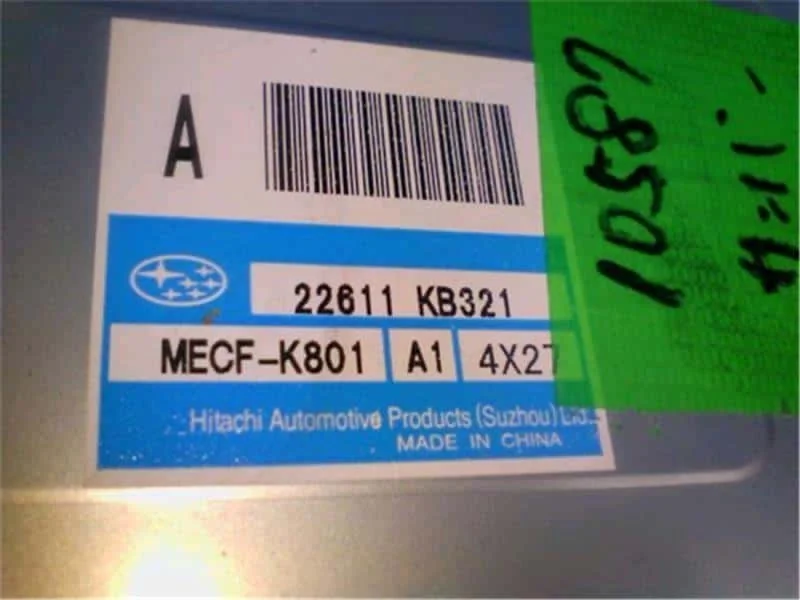 A
22611 KB321
MECF-K801 A1 4X27
Hitachi Automotive Products (Suzhou) Ltd.
MADE IN CHINA
10587